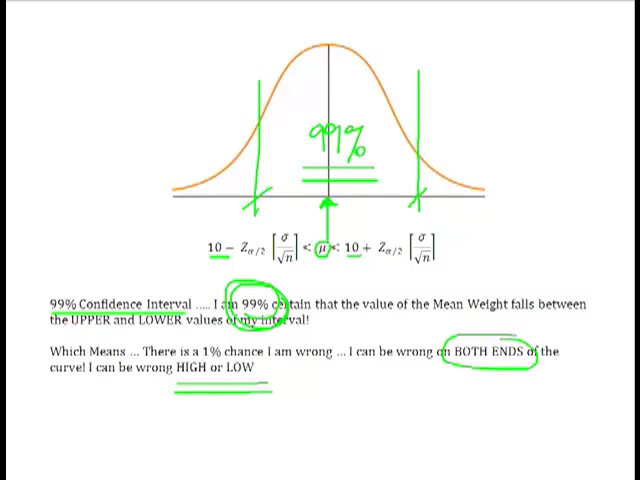 99%
10 − Z α/2 [σ/√n] < μ < 10 + Z α/2 [σ/√n]
99% Confidence Interval ..... I am 99% certain that the value of the Mean Weight falls between
the UPPER and LOWER values of my interval!
Which Means ... There is a 1% chance I am wrong ... I can be wrong on BOTH ENDS of the
curve! I can be wrong HIGH or LOW